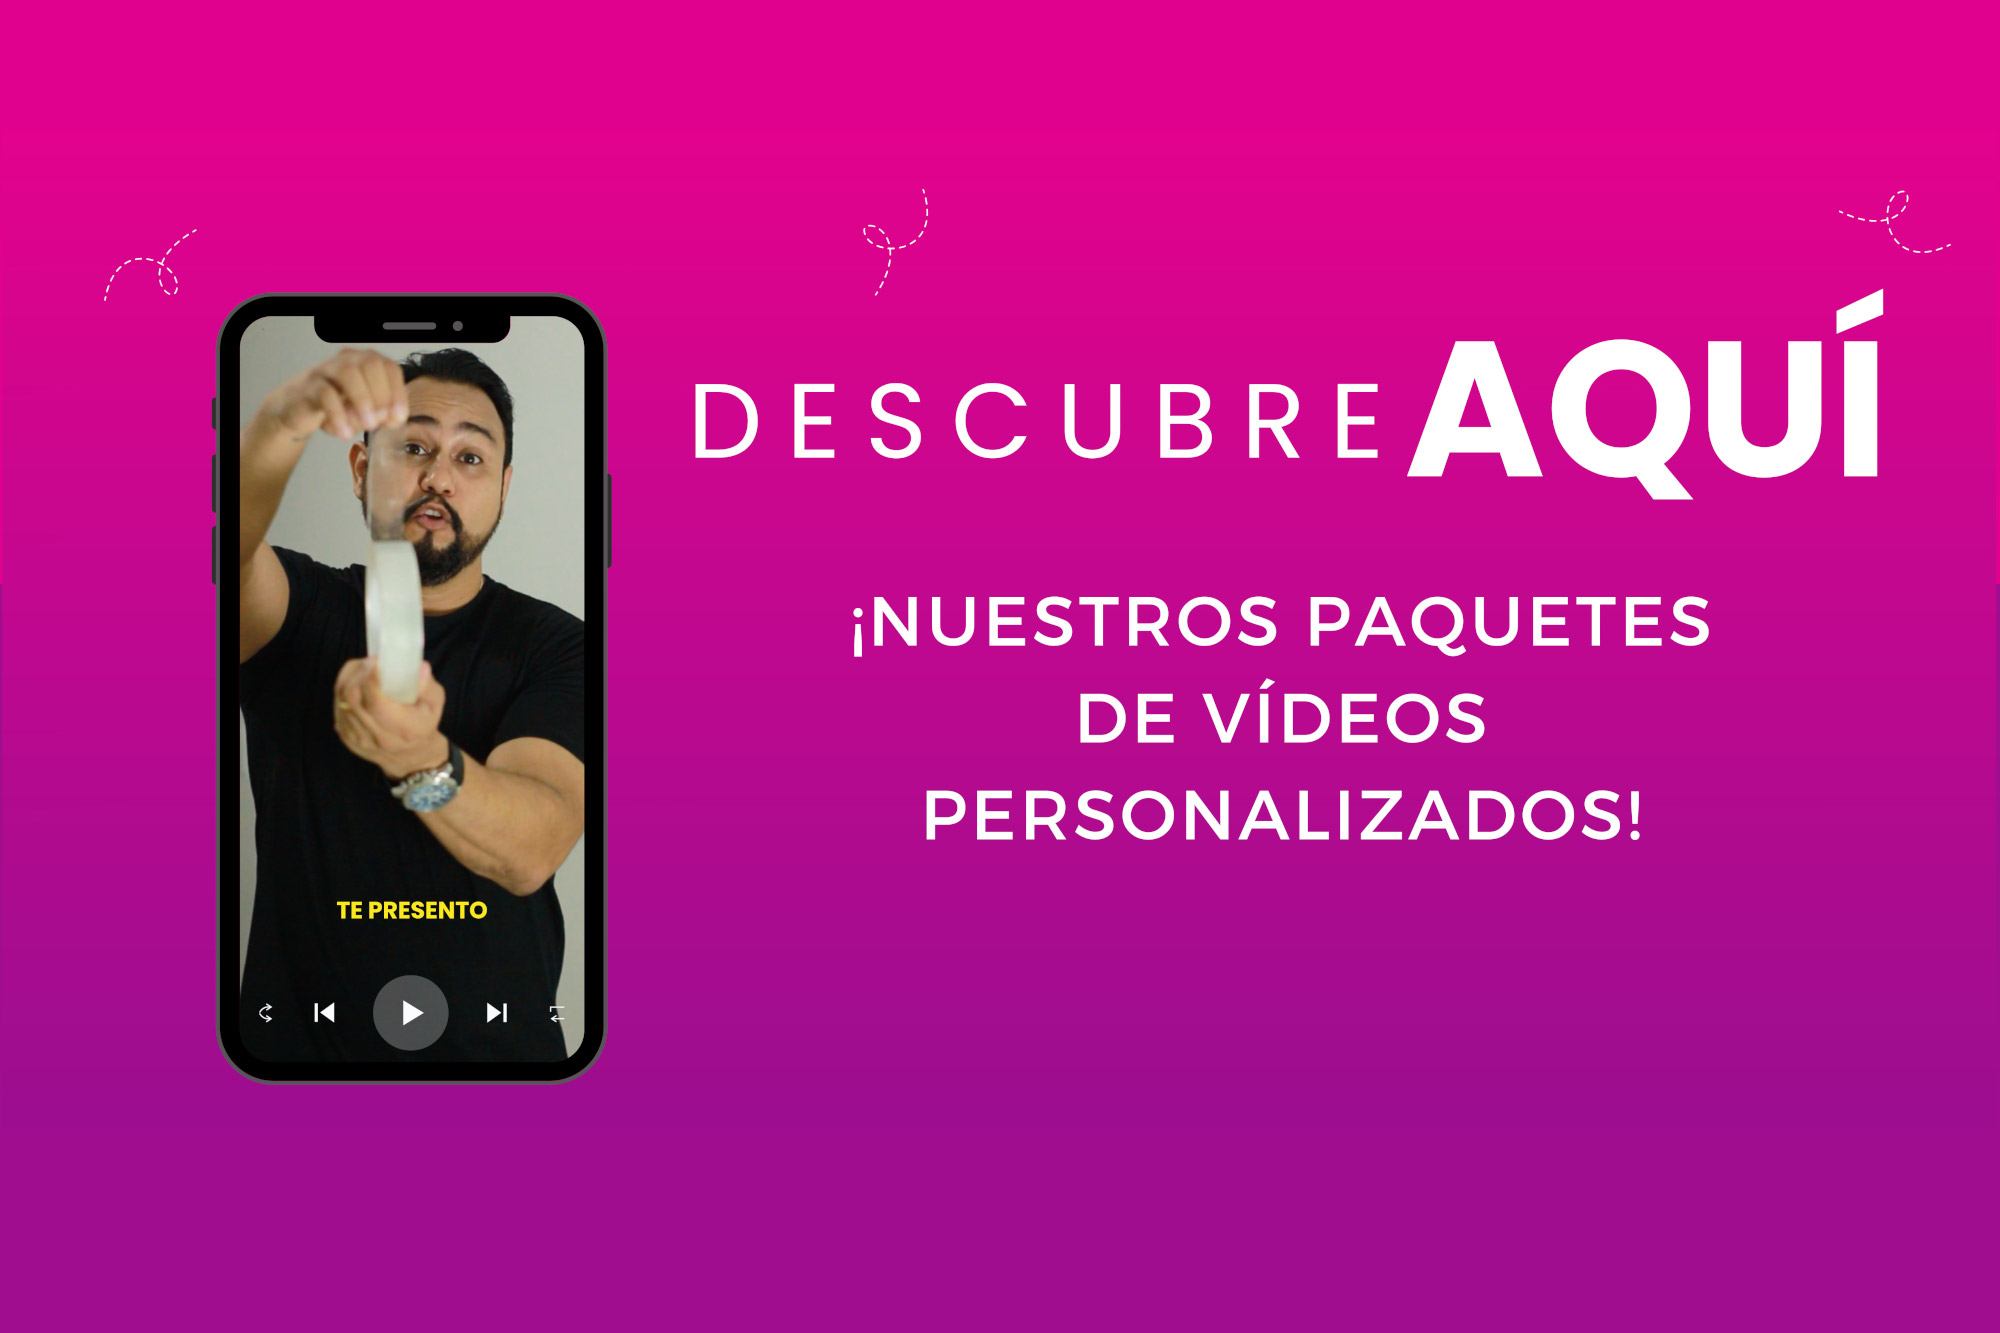 DESCUBRE AQUÍ
¡NUESTROS PAQUETES
DE VÍDEOS
PERSONALIZADOS!
TE PRESENTO